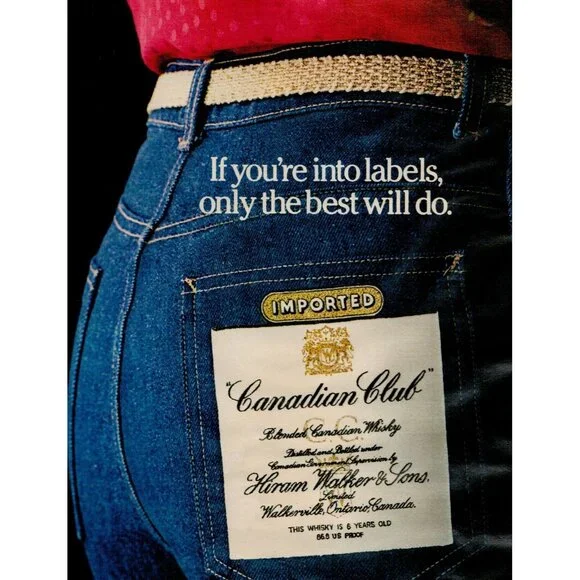 If you're into labels,
only the best will do.
IMPORTED
"Canadian Club"
C.C.
Blended Canadian Whisky
Distilled and Bottled under
Canadian Government Supervision by
Hiram Walker & Sons.
Limited
Walkerville, Ontario, Canada.
THIS WHISKY IS 6 YEARS OLD
86.8 US PROOF